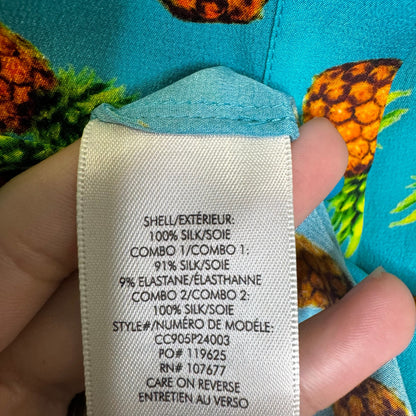 SHELL/EXTÉRIEUR:
100% SILK/SOIE
COMBO 1/COMBO 1:
91% SILK/SOIE
9% ELASTANE/ÉLASTHANNE
COMBO 2/COMBO 2:
100% SILK/SOIE
STYLE#/NUMÉRO DE MODÈLE:
CC905P24003
PO# 119625
RN# 107677
CARE ON REVERSE
ENTRETIEN AU VERSO